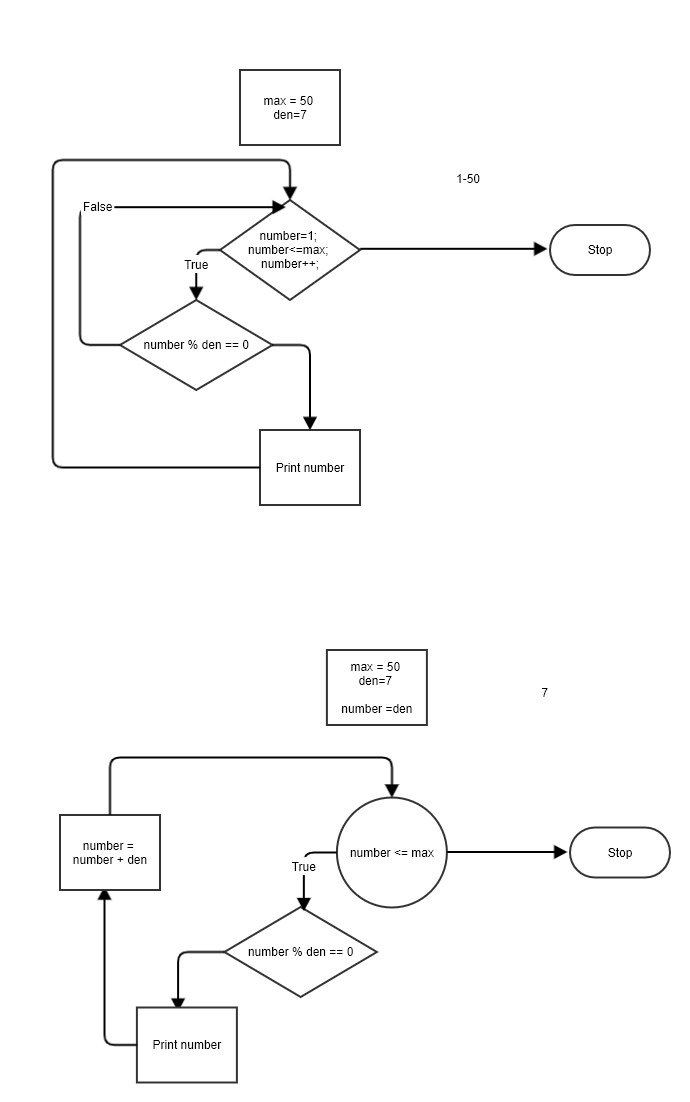 max = 50
den=7
1-50
False
number=1;
number<=max;
number++;
Stop
True
number % den == 0
Print number
max = 50
den=7
number =den
7
number =
number + den
number <= max
Stop
True
number % den == 0
Print number